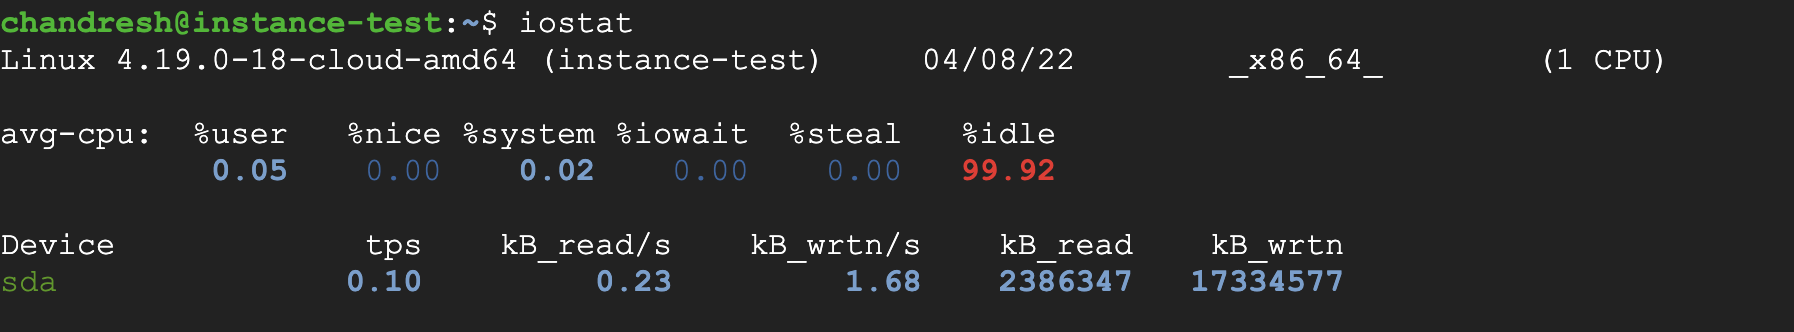 chandresh@instance-test:~$ iostat
Linux 4.19.0-18-cloud-amd64 (instance-test) 04/08/22 _x86_64_ (1 CPU)
avg-cpu: %user %nice %system %iowait %steal %idle
0.05 0.00 0.02 0.00 0.00 99.92
Device tps kB_read/s kB_wrtn/s kB_read kB_wrtn
sda 0.10 0.23 1.68 2386347 17334577